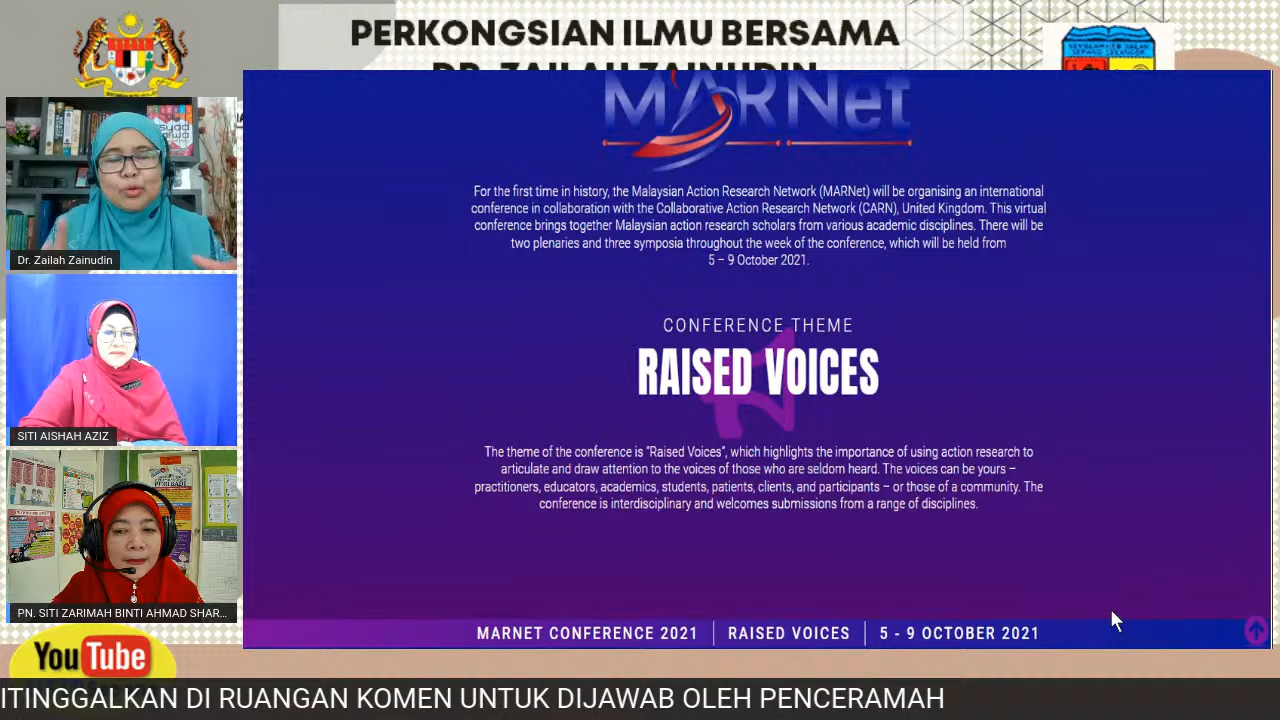 PERKONGSIAN ILMU BERSAMA
DR. ZAILAH ZAINUDIN
Dr. Zailah Zainudin
SITI AISHAH AZIZ
PN. SITI ZARIMAH BINTI AHMAD SHAR...
MARNet
For the first time in history, the Malaysian Action Research Network (MARNet) will be organising an international
conference in collaboration with the Collaborative Action Research Network (CARN), United Kingdom. This virtual
conference brings together Malaysian action research scholars from various academic disciplines. There will be
two plenaries and three symposia throughout the week of the conference, which will be held from
5 – 9 October 2021.
CONFERENCE THEME
RAISED VOICES
The theme of the conference is "Raised Voices", which highlights the importance of using action research to
articulate and draw attention to the voices of those who are seldom heard. The voices can be yours –
practitioners, educators, academics, students, patients, clients, and participants – or those of a community. The
conference is interdisciplinary and welcomes submissions from a range of disciplines.
MARNET CONFERENCE 2021 | RAISED VOICES | 5 - 9 OCTOBER 2021
YouTube
ITINGGALKAN DI RUANGAN KOMEN UNTUK DIJAWAB OLEH PENCERAMAH